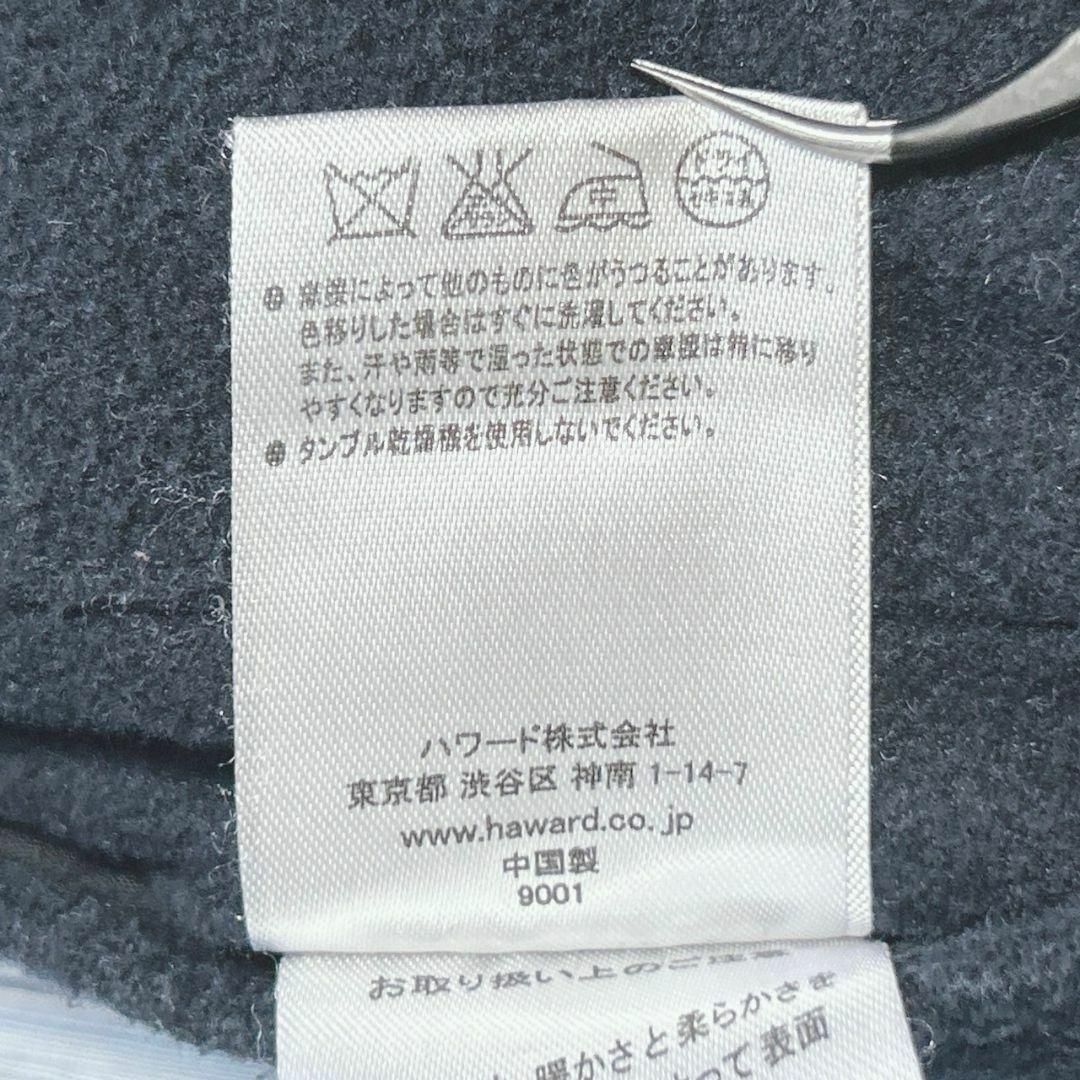 中
ドライ
摩擦によって他のものに色がうつることがあります。
色移りした場合はすぐに洗濯してください。
また、汗や雨等で湿った状態での摩擦は特に移り
やすくなりますので充分ご注意ください。
タンブル乾燥機を使用しないでください。
ハワード株式会社
東京都 渋谷区 神南 1-14-7
www.haward.co.jp
中国製
9001
お取り扱い上のご注意
暖かさと柔らかさを
よって表面